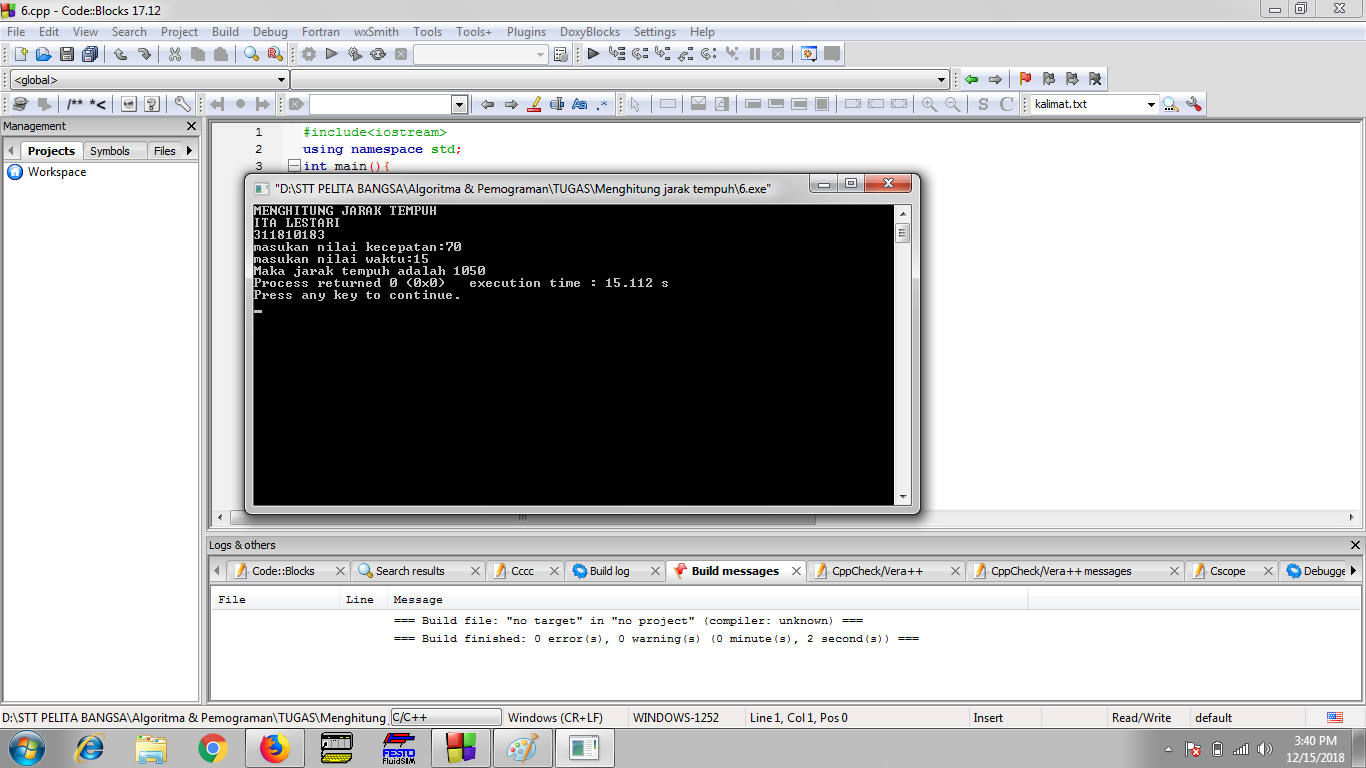 6.cpp - Code::Blocks 17.12
File Edit View Search Project Build Debug Fortran wxSmith Tools Tools+ Plugins DoxyBlocks Settings Help
<global>
/** *<
Aa .*
S C
kalimat.txt
Management
Projects Symbols Files
Workspace
1 #include<iostream>
2 using namespace std;
3 int main(){
"D:\STT PELITA BANGSA\Algoritma & Pemograman\TUGAS\Menghitung jarak tempuh\6.exe"
MENGHITUNG JARAK TEMPUH
ITA LESTARI
311810183
masukan nilai kecepatan:70
masukan nilai waktu:15
Maka jarak tempuh adalah 1050
Process returned 0 (0x0) execution time : 15.112 s
Press any key to continue.
Logs & others
Code::Blocks Search results Cccc Build log Build messages CppCheck/Vera++ CppCheck/Vera++ messages Cscope Debugge
File Line Message
=== Build file: "no target" in "no project" (compiler: unknown) ===
=== Build finished: 0 error(s), 0 warning(s) (0 minute(s), 2 second(s)) ===
D:\STT PELITA BANGSA\Algoritma & Pemograman\TUGAS\Menghitung C/C++ Windows (CR+LF) WINDOWS-1252 Line 1, Col 1, Pos 0 Insert Read/Write default
FESTO
FluidSIM
3:40 PM
12/15/2018